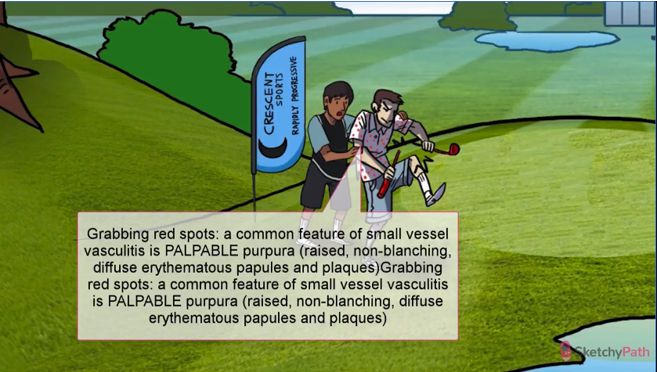 CRESCENT
SPORTS
RAPIDLY PROGRESSIVE
Grabbing red spots: a common feature of small vessel
vasculitis is PALPABLE purpura (raised, non-blanching,
diffuse erythematous papules and plaques)Grabbing
red spots: a common feature of small vessel vasculitis
is PALPABLE purpura (raised, non-blanching, diffuse
erythematous papules and plaques)
SketchyPath